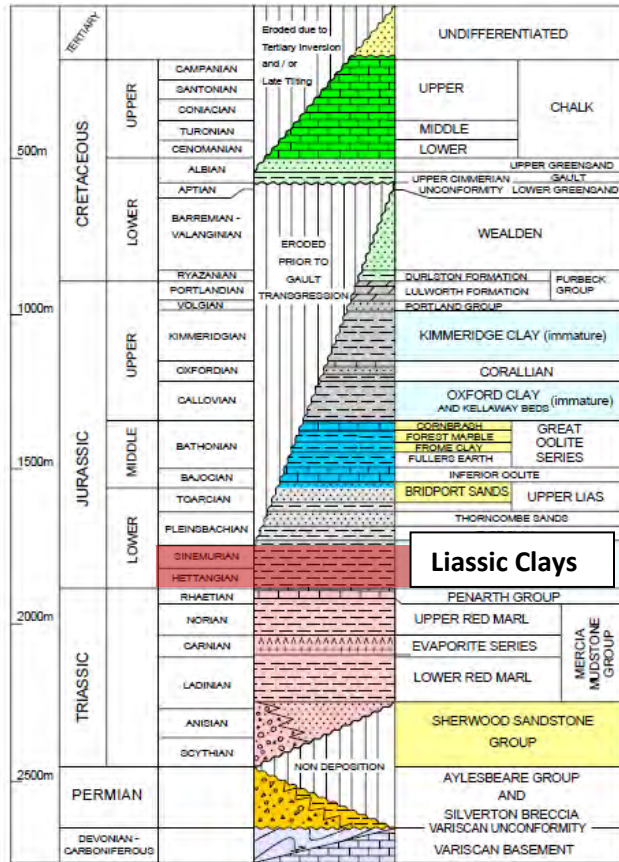 TERTIARY
Eroded due to
Tertiary Inversion
and / or
Late Tilting
UNDIFFERENTIATED
CRETACEOUS
UPPER
CAMPANIAN
SANTONIAN
CONIACIAN
TURONIAN
CENOMANIAN
UPPER
MIDDLE
LOWER
CHALK
500m
LOWER
ALBIAN
APTIAN
BARREMIAN -
VALANGINIAN
RYAZANIAN
UPPER GREENSAND
UPPER CIMMERIAN GAULT
UNCONFORMITY LOWER GREENSAND
ERODED
PRIOR TO
GAULT
TRANSGRESSION
WEALDEN
DURLSTON FORMATION
LULWORTH FORMATION
PURBECK
GROUP
1000m
JURASSIC
UPPER
PORTLANDIAN
VOLGIAN
KIMMERIDGIAN
OXFORDIAN
CALLOVIAN
PORTLAND GROUP
KIMMERIDGE CLAY (immature)
CORALLIAN
OXFORD CLAY (immature)
AND KELLAWAY BEDS
MIDDLE
BATHONIAN
BAJOCIAN
CORNBRASH
FOREST MARBLE
FROME CLAY
FULLERS EARTH
GREAT
OOLITE
SERIES
INFERIOR OOLITE
1500m
LOWER
TOARCIAN
PLEINSBACHIAN
SINEMURIAN
HETTANGIAN
BRIDPORT SANDS
UPPER LIAS
THORNCOMBE SANDS
Liassic Clays
2000m
TRIASSIC
RHAETIAN
NORIAN
CARNIAN
LADINIAN
ANISIAN
SCYTHIAN
PENARTH GROUP
UPPER RED MARL
EVAPORITE SERIES
LOWER RED MARL
MERCIA
MUDSTONE
GROUP
SHERWOOD SANDSTONE
GROUP
NON DEPOSITION
2500m
PERMIAN
AYLESBEARE GROUP
AND
SILVERTON BRECCIA
VARISCAN UNCONFORMITY
DEVONIAN -
CARBONIFEROUS
VARISCAN BASEMENT